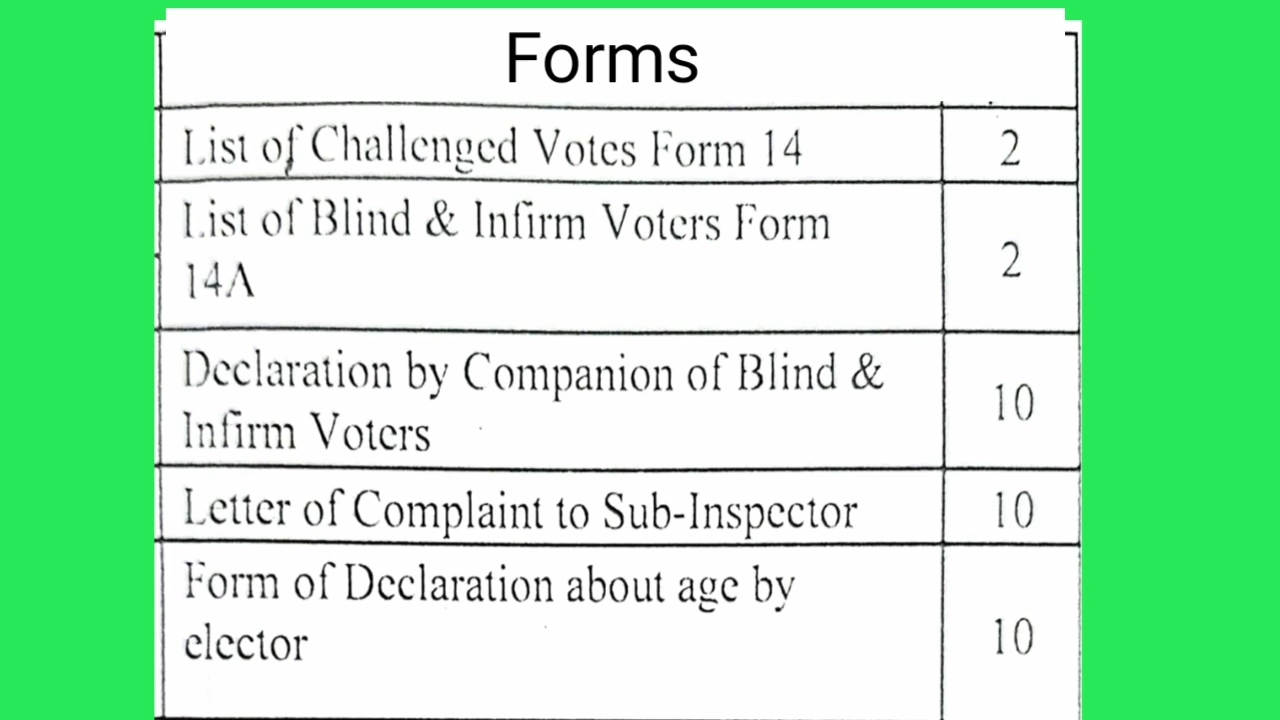 Forms
List of Challenged Votes Form 14
2
List of Blind & Infirm Voters Form
14A
2
Declaration by Companion of Blind &
Infirm Voters
10
Letter of Complaint to Sub-Inspector
10
Form of Declaration about age by
elector
10